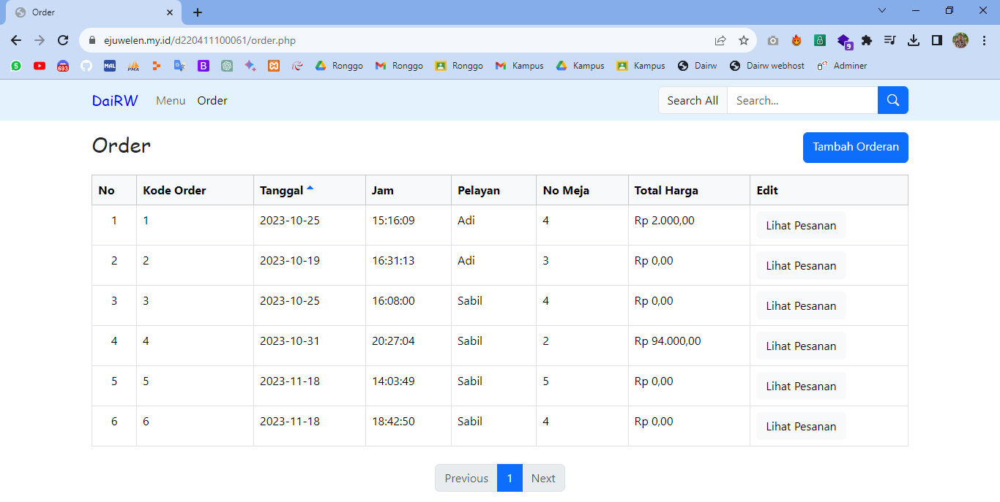 Order
ejuwelen.my.id/d220411100061/order.php
5 693 MAL PMA B Ronggo Ronggo Ronggo Kampus Kampus Kampus Dairw Dairw webhost Adminer
9
DaiRW Menu Order Search All Search...
Order Tambah Orderan
No Kode Order Tanggal Jam Pelayan No Meja Total Harga Edit
1 1 2023-10-25 15:16:09 Adi 4 Rp 2.000,00 Lihat Pesanan
2 2 2023-10-19 16:31:13 Adi 3 Rp 0,00 Lihat Pesanan
3 3 2023-10-25 16:08:00 Sabil 4 Rp 0,00 Lihat Pesanan
4 4 2023-10-31 20:27:04 Sabil 2 Rp 94.000,00 Lihat Pesanan
5 5 2023-11-18 14:03:49 Sabil 5 Rp 0,00 Lihat Pesanan
6 6 2023-11-18 18:42:50 Sabil 4 Rp 0,00 Lihat Pesanan
Previous 1 Next